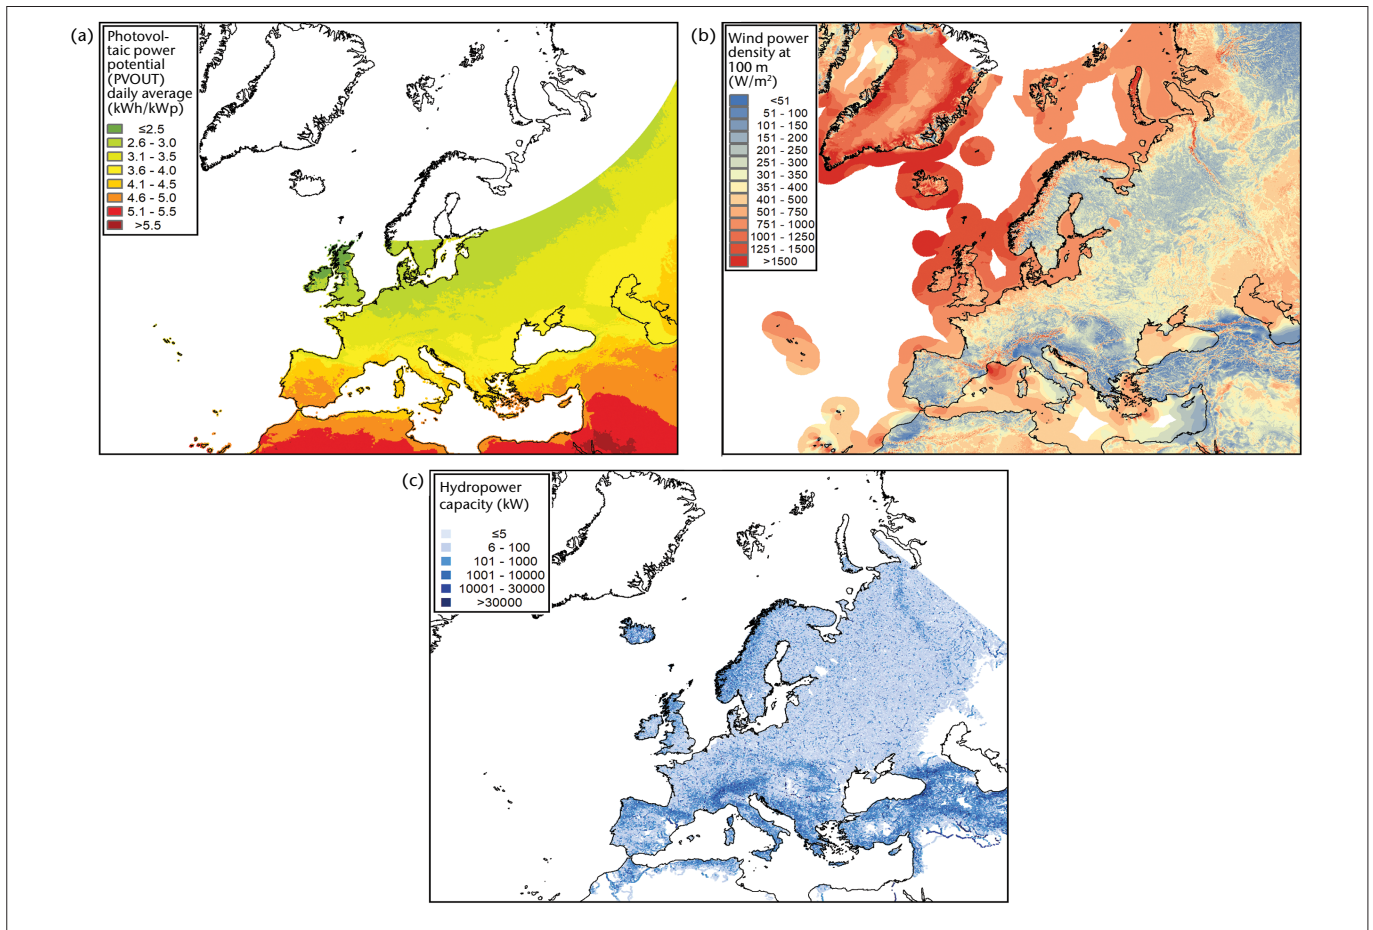 (a)
Photovol-
taic power
potential
(PVOUT)
daily average
(kWh/kWp)
≤2.5
2.6 - 3.0
3.1 - 3.5
3.6 - 4.0
4.1 - 4.5
4.6 - 5.0
5.1 - 5.5
>5.5
(b)
Wind power
density at
100 m
(W/m²)
<51
51 - 100
101 - 150
151 - 200
201 - 250
251 - 300
301 - 350
351 - 400
401 - 500
501 - 750
751 - 1000
1001 - 1250
1251 - 1500
>1500
(c)
Hydropower
capacity (kW)
≤5
6 - 100
101 - 1000
1001 - 10000
10001 - 30000
>30000